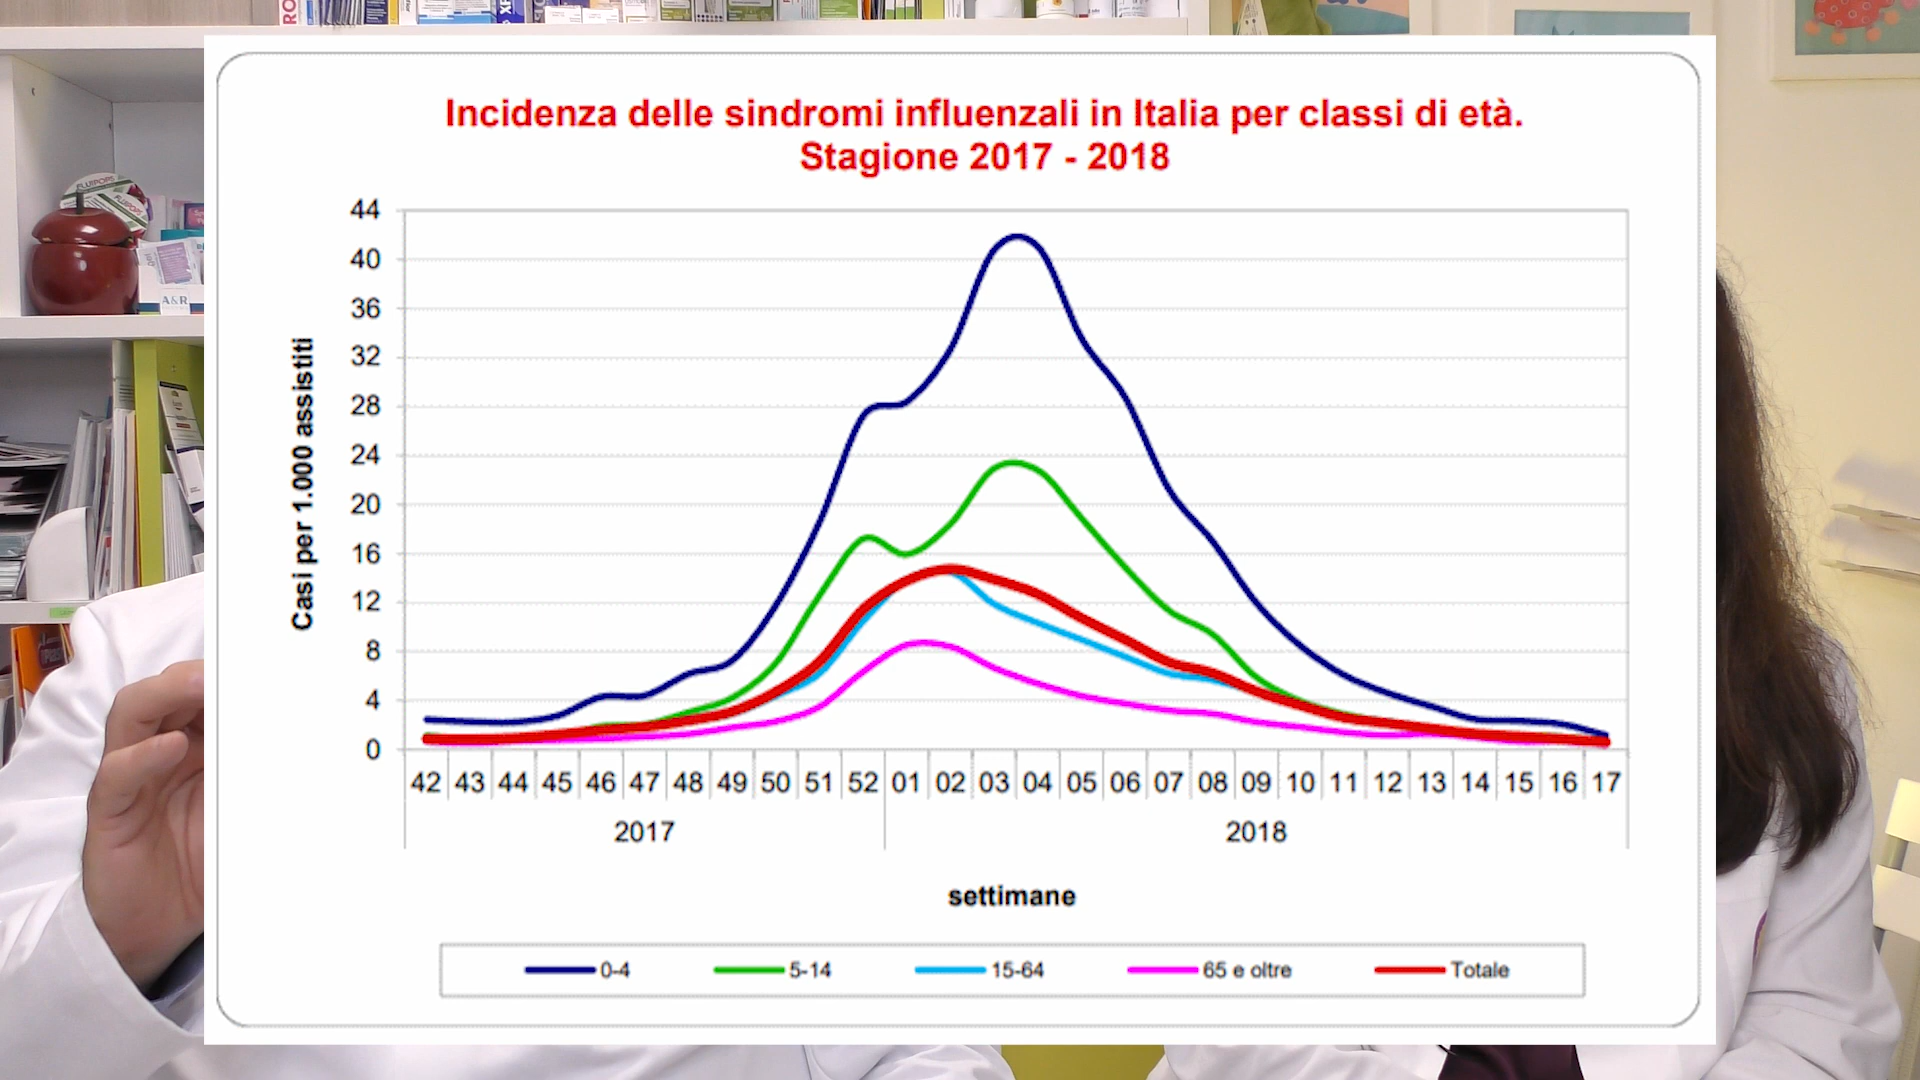 Incidenza delle sindromi influenzali in Italia per classi di età.
Stagione 2017 - 2018
44
40
36
32
28
24
20
16
12
8
4
0
Casi per 1.000 assistiti
42 43 44 45 46 47 48 49 50 51 52 01 02 03 04 05 06 07 08 09 10 11 12 13 14 15 16 17
2017 2018
settimane
0-4 5-14 15-64 65 e oltre Totale
FLUIPOPS
A&R